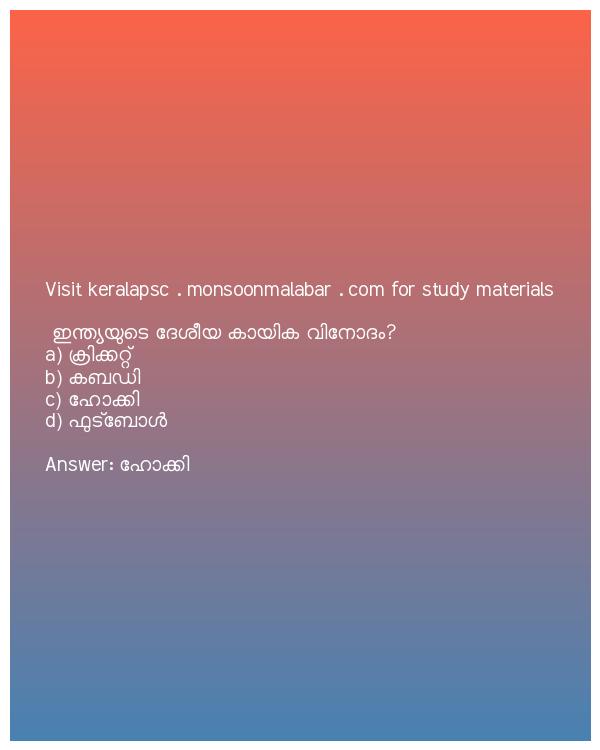 Visit keralapsc . monsoonmalabar . com for study materials
ഇന്ത്യയുടെ ദേശീയ കായിക വിനോദം?
a) ക്രിക്കറ്റ്
b) കബഡി
c) ഹോക്കി
d) ഫുട്ബോൾ
Answer: ഹോക്കി